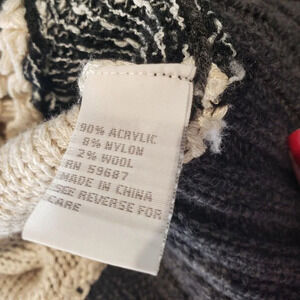 90% ACRYLIC
8% NYLON
2% WOOL
RN 59687
MADE IN CHINA
SEE REVERSE FOR
CARE